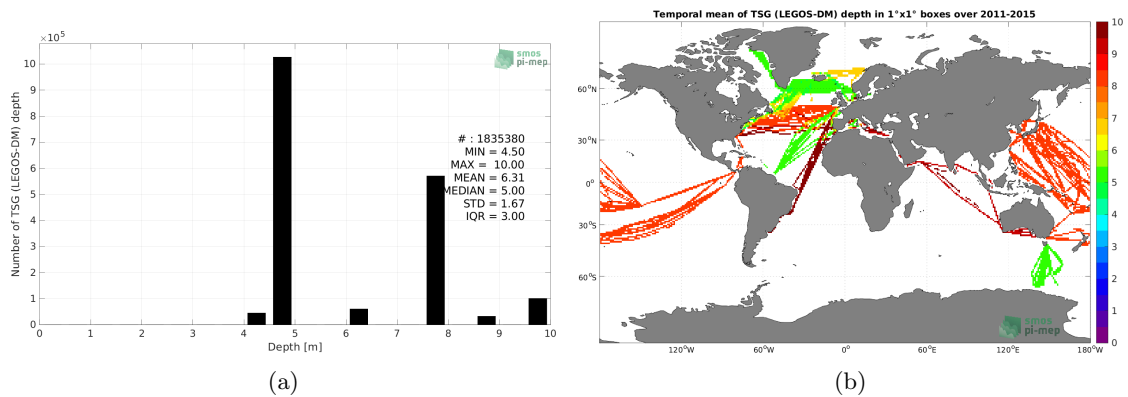 ×10⁵
smos
pi-mep
10
9
8
7
6
5
4
3
2
1
0
Number of TSG (LEGOS-DM) depth
# : 1835380
MIN = 4.50
MAX = 10.00
MEAN = 6.31
MEDIAN = 5.00
STD = 1.67
IQR = 3.00
0 1 2 3 4 5 6 7 8 9 10
Depth [m]
(a)
Temporal mean of TSG (LEGOS-DM) depth in 1°x1° boxes over 2011-2015
60°N
30°N
0°
30°S
60°S
120°W 60°W 0° 60°E 120°E 180°W
smos
pi-mep
10
9
8
7
6
5
4
3
2
1
0
(b)